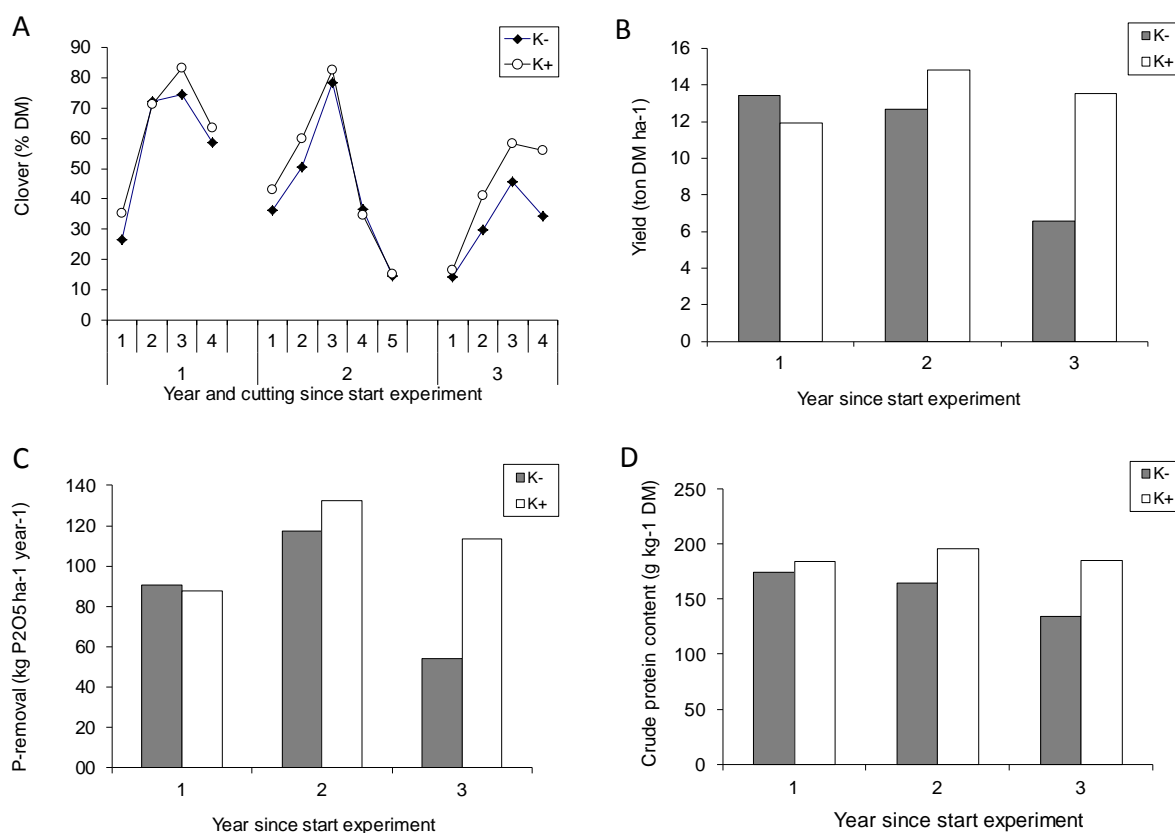 A
K-
K+
90
80
70
60
50
40
30
20
10
0
Clover (% DM)
1 2 3 4 1 2 3 4 5 1 2 3 4
1 2 3
Year and cutting since start experiment
B
K-
K+
16
14
12
10
8
6
4
2
0
Yield (ton DM ha-1)
1 2 3
Year since start experiment
C
K-
K+
140
120
100
80
60
40
20
00
P-removal (kg P2O5 ha-1 year-1)
1 2 3
Year since start experiment
D
K-
K+
250
200
150
100
50
0
Crude protein content (g kg-1 DM)
1 2 3
Year since start experiment